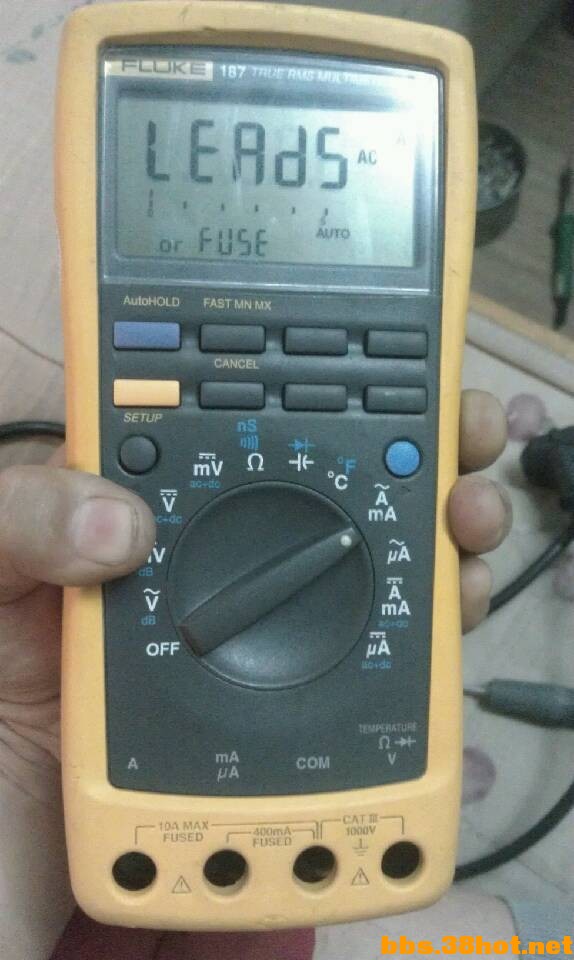 FLUKE 187 TRUE RMS MULTIMETER
LEAdS AC A
or FUSE AUTO
AutoHOLD FAST MN MX
CANCEL
SETUP
nS
Ω
mV
ac+dc
°F
°C
V
c+dc
A
mA
V
dB
µA
V
dB
A
mA
ac+dc
OFF
µA
ac+dc
TEMPERATURE
Ω
V
A
mA
µA
COM
10A MAX
FUSED
400mA
FUSED
CAT III
1000V
bbs.38hot.net